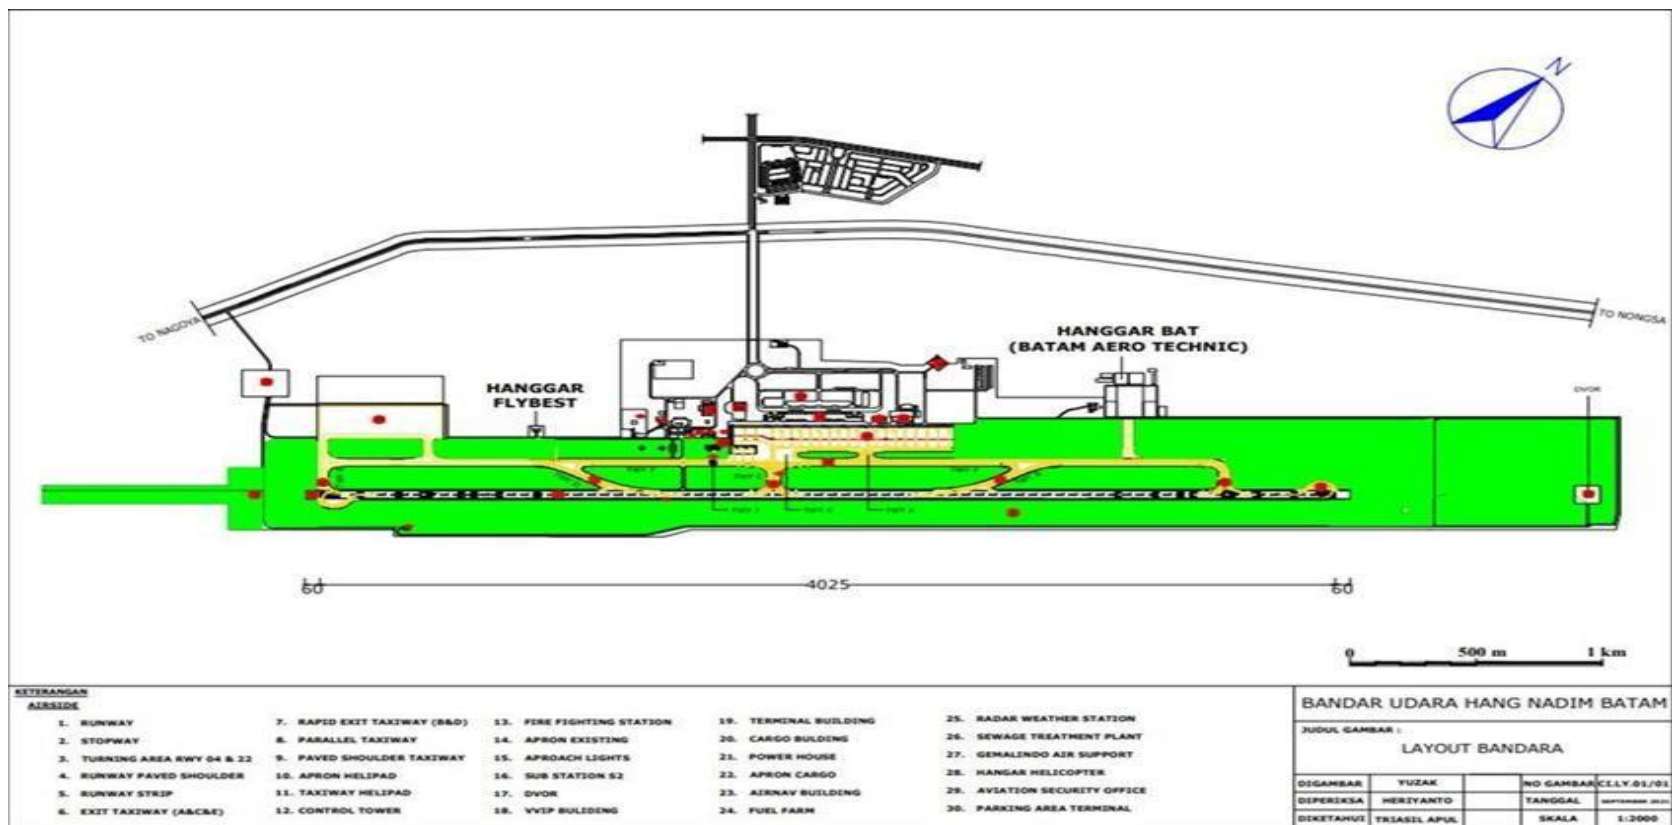 N
TO NAGOYA
TO NONGSA
HANGGAR BAT
(BATAM AERO TECHNIC)
HANGGAR
FLYBEST
DVOR
60
4025
60
0 500 m 1 km
KETERANGAN
AIRSIDE
1. RUNWAY
2. STOPWAY
3. TURNING AREA RWY 04 & 22
4. RUNWAY PAVED SHOULDER
5. RUNWAY STRIP
6. EXIT TAXIWAY (A&C&E)
7. RAPID EXIT TAXIWAY (B&D)
8. PARALLEL TAXIWAY
9. PAVED SHOULDER TAXIWAY
10. APRON HELIPAD
11. TAXIWAY HELIPAD
12. CONTROL TOWER
13. FIRE FIGHTING STATION
14. APRON EXISTING
15. APROACH LIGHTS
16. SUB STATION S2
17. DVOR
18. VVIP BULIDING
19. TERMINAL BUILDING
20. CARGO BULDING
21. POWER HOUSE
22. APRON CARGO
23. AIRNAV BUILDING
24. FUEL FARM
25. RADAR WEATHER STATION
26. SEWAGE TREATMENT PLANT
27. GEMALINDO AIR SUPPORT
28. HANGAR HELICOPTER
29. AVIATION SECURITY OFFICE
30. PARKING AREA TERMINAL
BANDAR UDARA HANG NADIM BATAM
JUDUL GAMBAR :
LAYOUT BANDARA
DIGAMBAR YUZAK NO GAMBAR CI.LY.01/01
DIPERIKSA HERIYANTO TANGGAL
DIKETAHUI TRIASIL APUL SKALA 1:2000